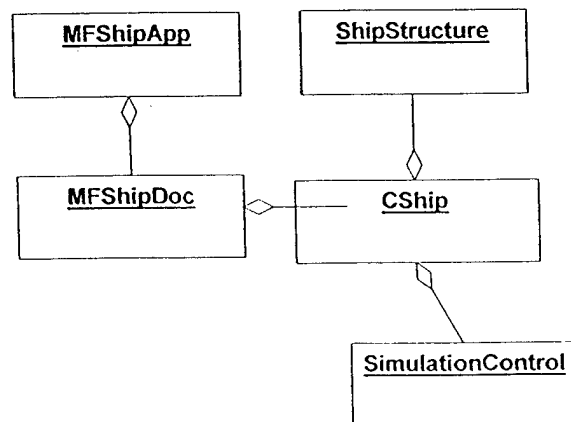 MFShipApp
ShipStructure
MFShipDoc
CShip
SimulationControl